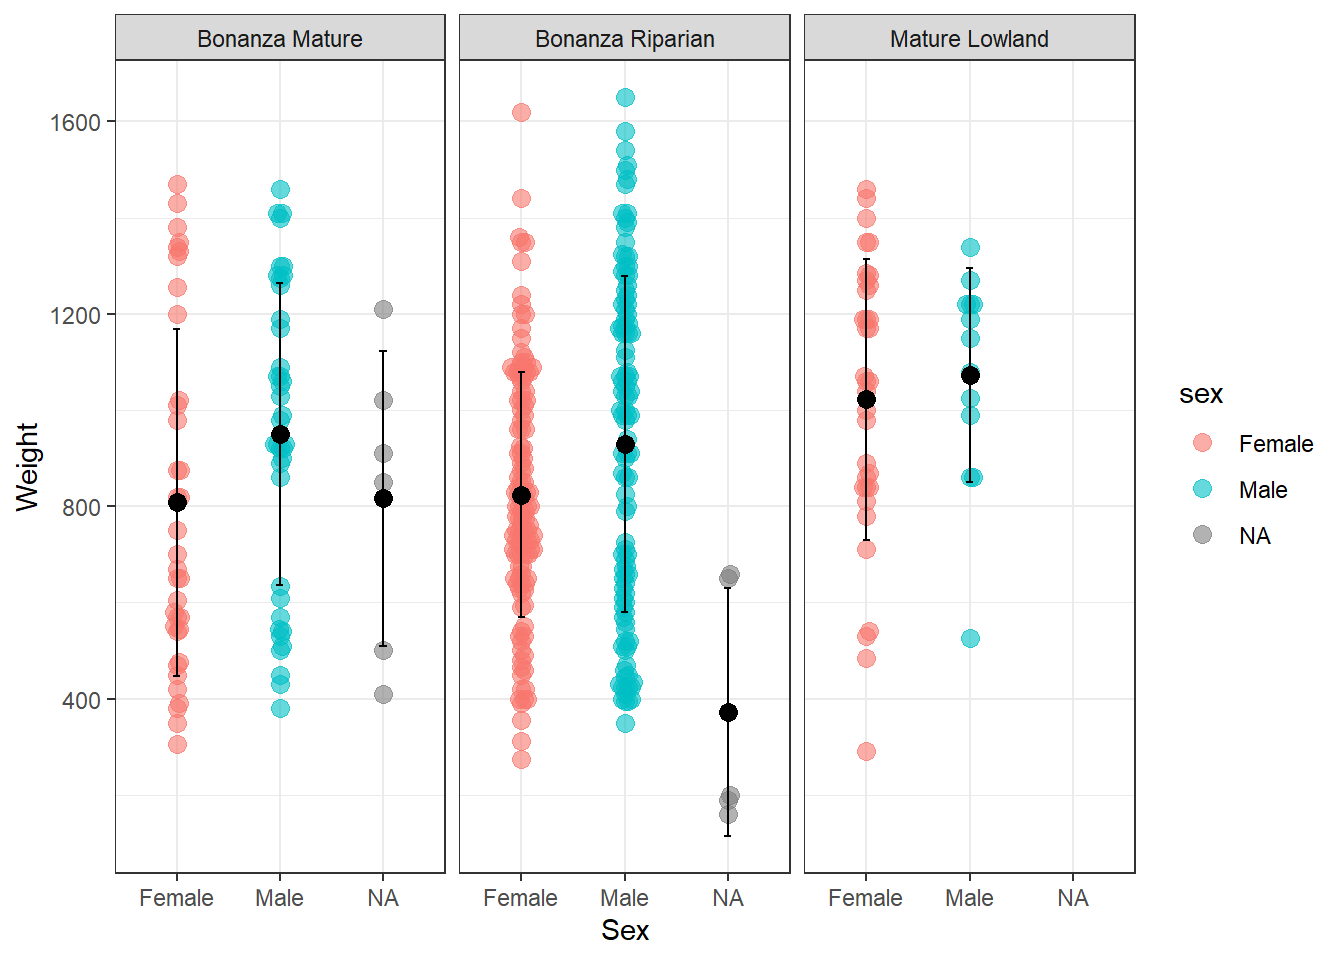 Bonanza Mature Bonanza Riparian Mature Lowland
1600
1200
800
400
Weight
Female Male NA Female Male NA Female Male NA
Sex
sex
Female
Male
NA